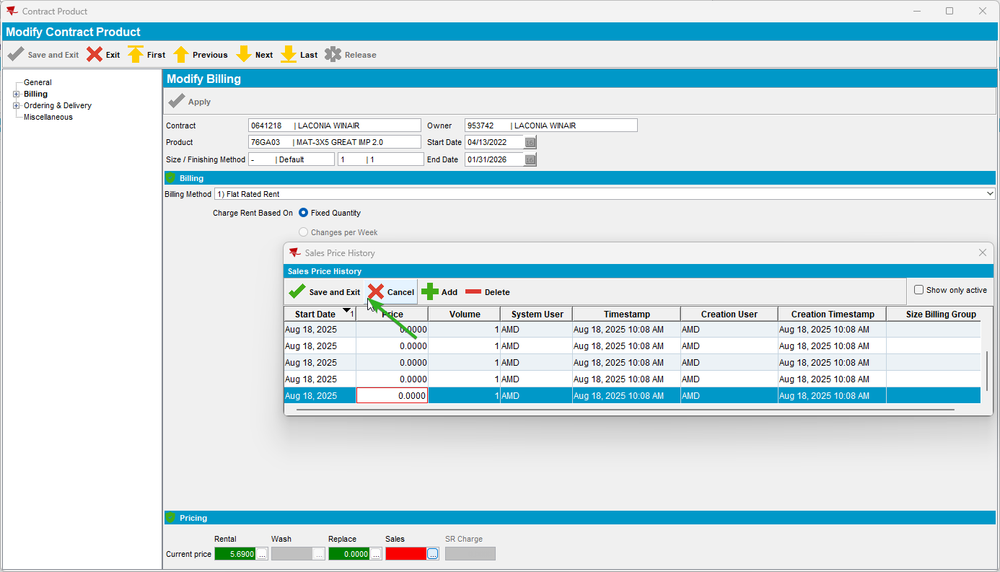 Contract Product
Modify Contract Product
Save and Exit Exit First Previous Next Last Release
General
Billing
Ordering & Delivery
Miscellaneous
Modify Billing
Apply
Contract 0641218 | LACONIA WINAIR Owner 953742 | LACONIA WINAIR
Product 76GA03 | MAT-3X5 GREAT IMP 2.0 Start Date 04/13/2022 16
Size / Finishing Method - | Default 1 | 1 End Date 01/31/2026 16
Billing
Billing Method 1) Flat Rated Rent
Charge Rent Based On Fixed Quantity
Changes per Week
Sales Price History
Sales Price History
Save and Exit Cancel Add Delete Show only active
Start Date 1 Price Volume System User Timestamp Creation User Creation Timestamp Size Billing Group
Aug 18, 2025 0.0000 1 AMD Aug 18, 2025 10:08 AM AMD Aug 18, 2025 10:08 AM
Aug 18, 2025 0.0000 1 AMD Aug 18, 2025 10:08 AM AMD Aug 18, 2025 10:08 AM
Aug 18, 2025 0.0000 1 AMD Aug 18, 2025 10:08 AM AMD Aug 18, 2025 10:08 AM
Aug 18, 2025 0.0000 1 AMD Aug 18, 2025 10:08 AM AMD Aug 18, 2025 10:08 AM
Aug 18, 2025 0.0000 1 AMD Aug 18, 2025 10:08 AM AMD Aug 18, 2025 10:08 AM
Pricing
Rental Wash Replace Sales SR Charge
Current price 5.6900 ... ... 0.0000 ... ...